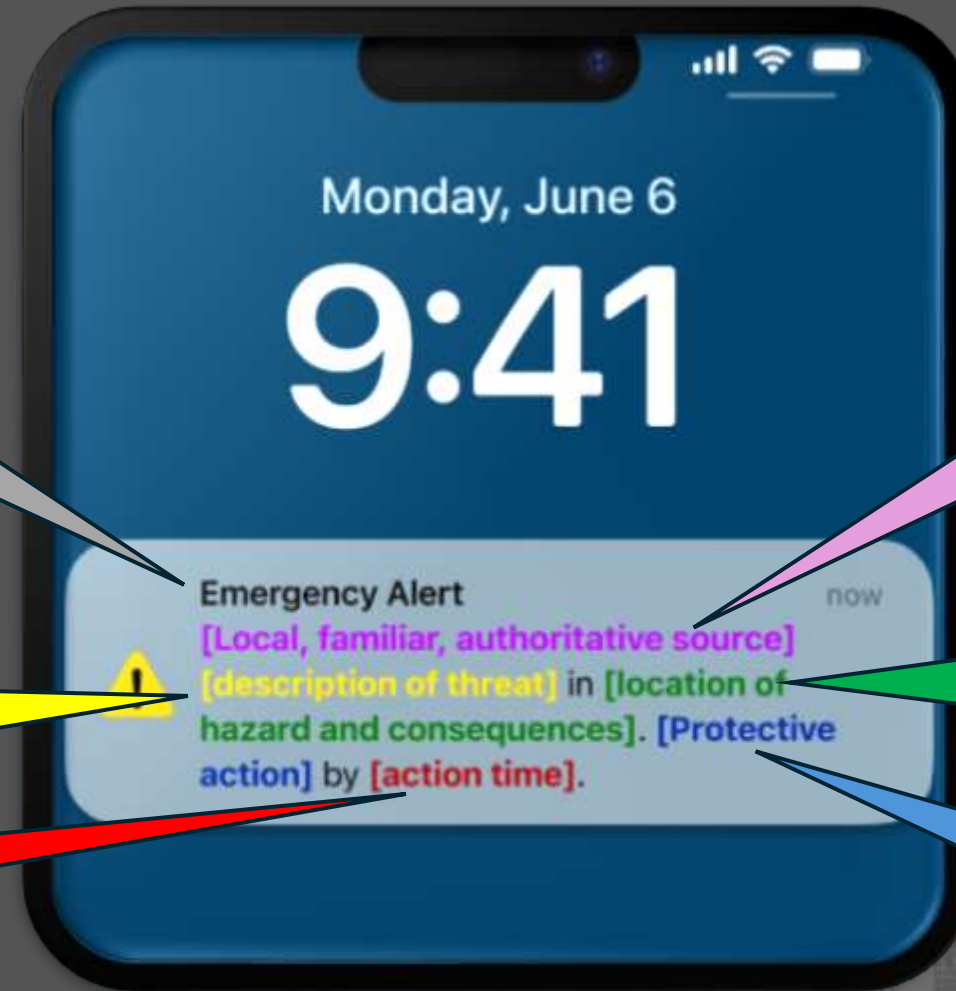 Monday, June 6
9:41
Emergency Alert now
[Local, familiar, authoritative source]
[description of threat] in [location of
hazard and consequences]. [Protective
action] by [action time].